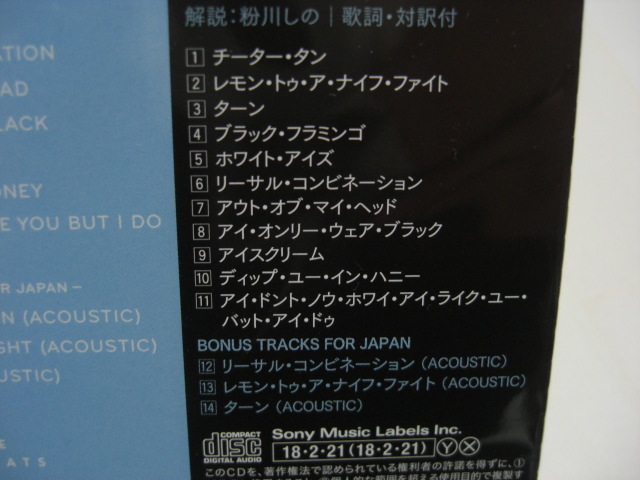 解説：粉川しの｜歌詞・対訳付
1 チーター・タン
2 レモン・トゥ・ア・ナイフ・ファイト
3 ターン
4 ブラック・フラミンゴ
5 ホワイト・アイズ
6 リーサル・コンビネーション
7 アウト・オブ・マイ・ヘッド
8 アイ・オンリー・ウェア・ブラック
9 アイスクリーム
10 ディップ・ユー・イン・ハニー
11 アイ・ドント・ノウ・ホワイ・アイ・ライク・ユー・
バット・アイ・ドゥ
BONUS TRACKS FOR JAPAN
12 リーサル・コンビネーション (ACOUSTIC)
13 レモン・トゥ・ア・ナイフ・ファイト (ACOUSTIC)
14 ターン (ACOUSTIC)
COMPACT disc DIGITAL AUDIO
Sony Music Labels Inc.
18・2・21 (18・2・21) Ⓨ Ⓧ
このCDを、著作権法で認められている権利者の許諾を得ずに、①
ATION
AD
LACK
ONEY
E YOU BUT I DO
R JAPAN –
N (ACOUSTIC)
GHT (ACOUSTIC)
USTIC)
E
EATS